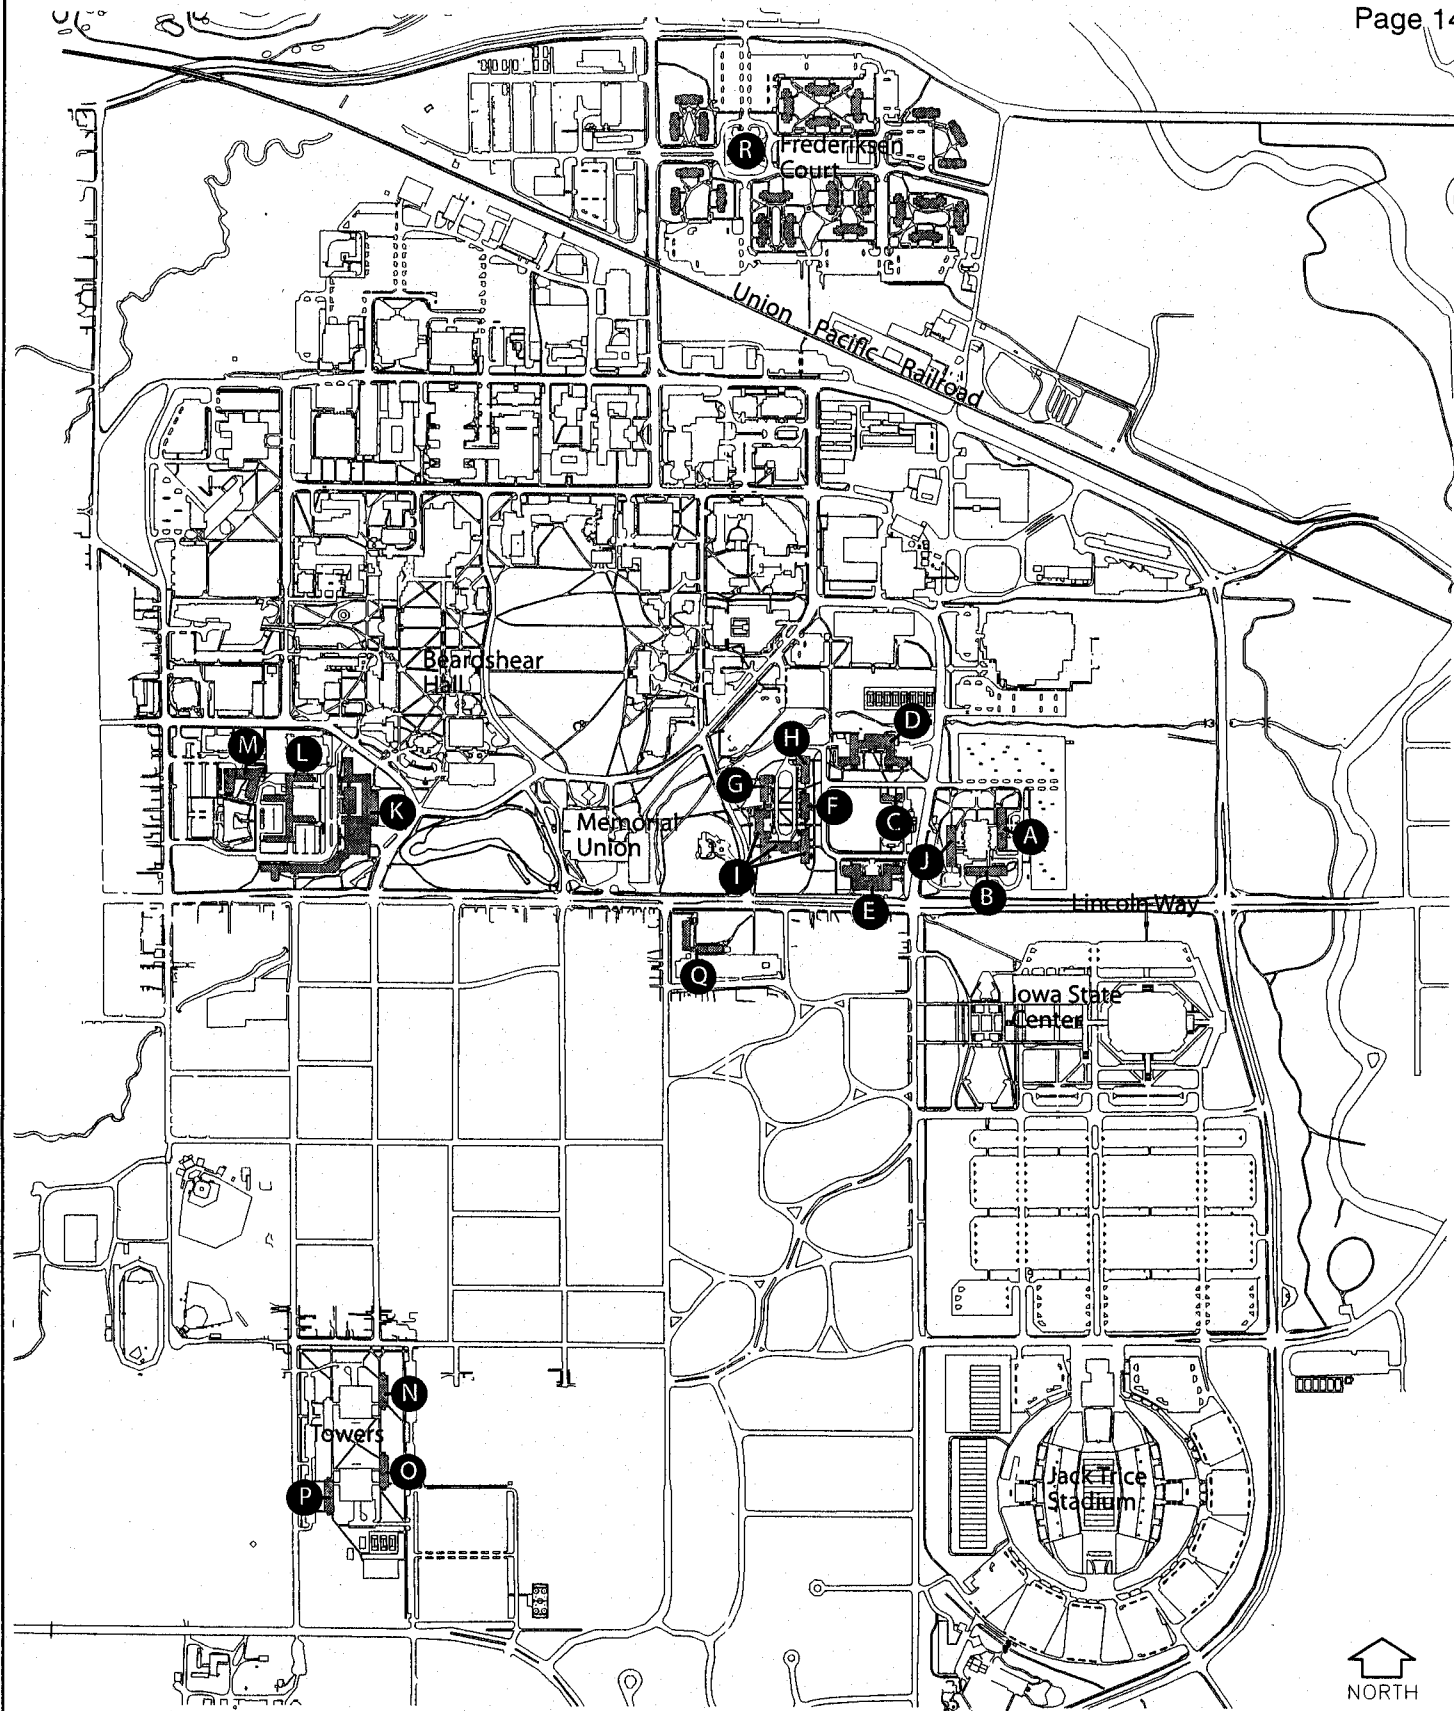 Page 14
R
Frederiksen
Court
Union Pacific Railroad
Beardshear
Hall
D
H
M
L
G
F
K
C
A
Memorial
Union
J
I
B
E
Lincoln Way
Q
Iowa State
Center
N
Towers
O
P
Jack Trice
Stadium
NORTH